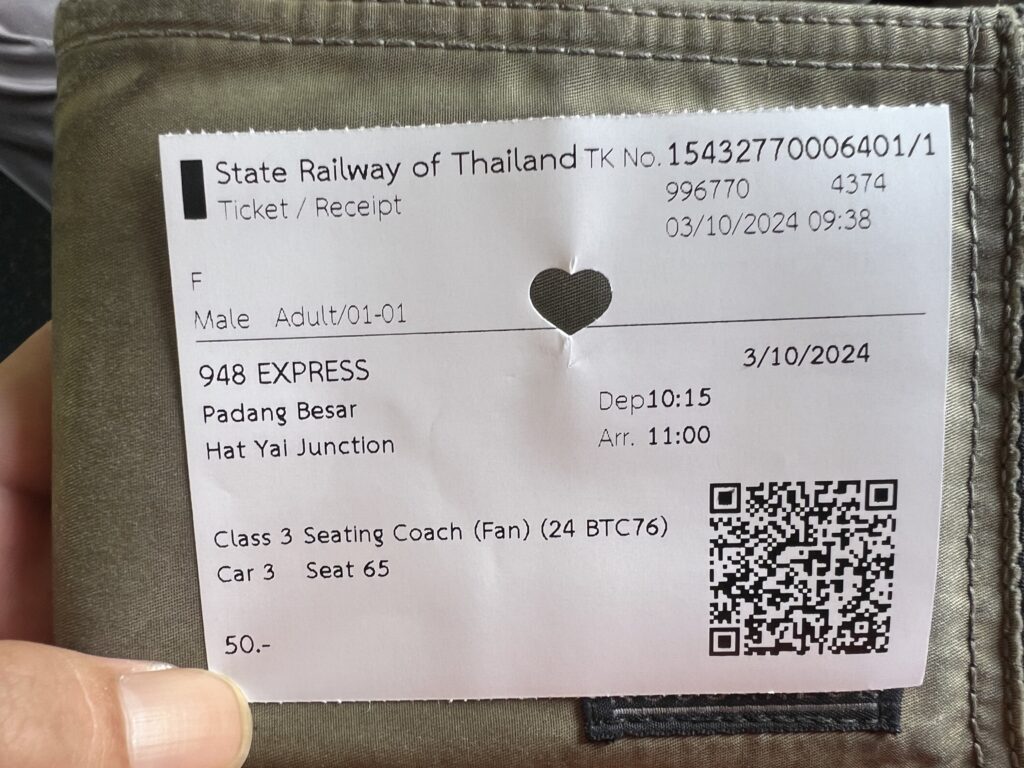 State Railway of Thailand TK No. 15432770006401/1
Ticket / Receipt 996770 4374
03/10/2024 09:38
F
Male Adult/01-01
948 EXPRESS 3/10/2024
Padang Besar Dep10:15
Hat Yai Junction Arr. 11:00
Class 3 Seating Coach (Fan) (24 BTC76)
Car 3 Seat 65
50.-